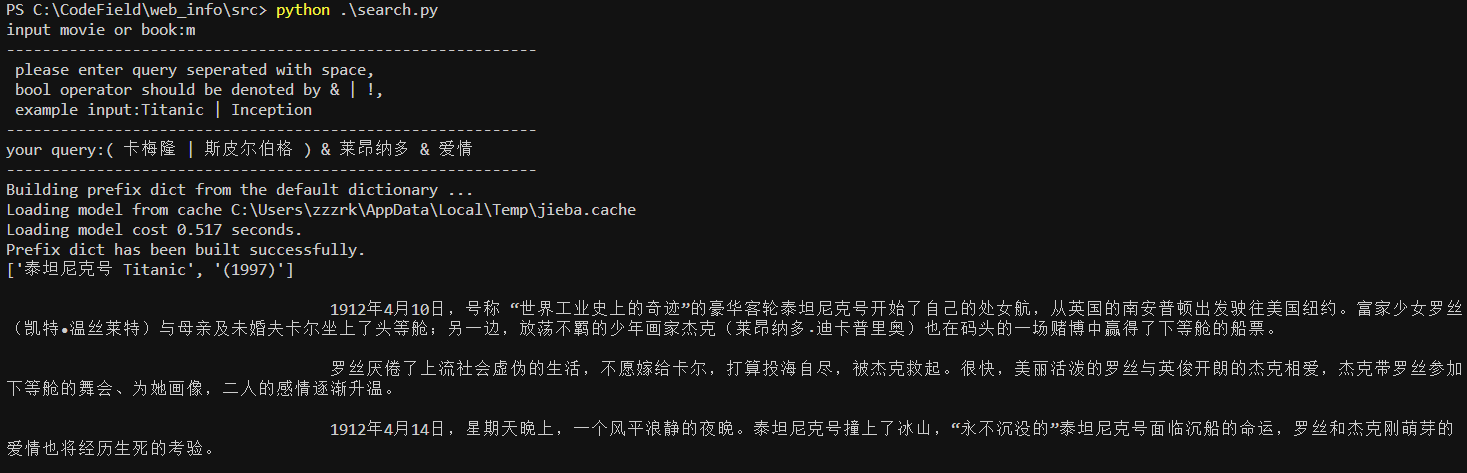 PS C:\CodeField\web_info\src> python .\search.py
input movie or book:m
-----------------------------------------------------------
please enter query seperated with space,
bool operator should be denoted by & | !,
example input:Titanic | Inception
-----------------------------------------------------------
your query:( 卡梅隆 | 斯皮尔伯格 ) & 莱昂纳多 & 爱情
-----------------------------------------------------------
Building prefix dict from the default dictionary ...
Loading model from cache C:\Users\zzzrk\AppData\Local\Temp\jieba.cache
Loading model cost 0.517 seconds.
Prefix dict has been built successfully.
['泰坦尼克号 Titanic', '(1997)']
1912年4月10日，号称 “世界工业史上的奇迹”的豪华客轮泰坦尼克号开始了自己的处女航，从英国的南安普顿出发驶往美国纽约。富家少女罗丝
（凯特•温丝莱特）与母亲及未婚夫卡尔坐上了头等舱；另一边，放荡不羁的少年画家杰克（莱昂纳多·迪卡普里奥）也在码头的一场赌博中赢得了下等舱的船票。
罗丝厌倦了上流社会虚伪的生活，不愿嫁给卡尔，打算投海自尽，被杰克救起。很快，美丽活泼的罗丝与英俊开朗的杰克相爱，杰克带罗丝参加
下等舱的舞会、为她画像，二人的感情逐渐升温。
1912年4月14日，星期天晚上，一个风平浪静的夜晚。泰坦尼克号撞上了冰山，“永不沉没的”泰坦尼克号面临沉船的命运，罗丝和杰克刚萌芽的
爱情也将经历生死的考验。